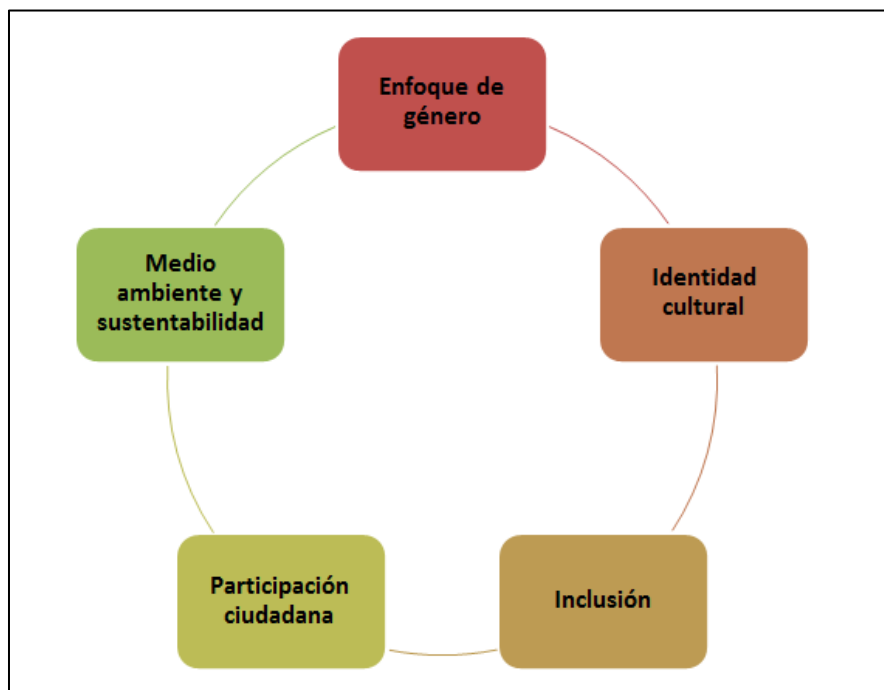 Enfoque de
género
Identidad
cultural
Inclusión
Participación
ciudadana
Medio
ambiente y
sustentabilidad